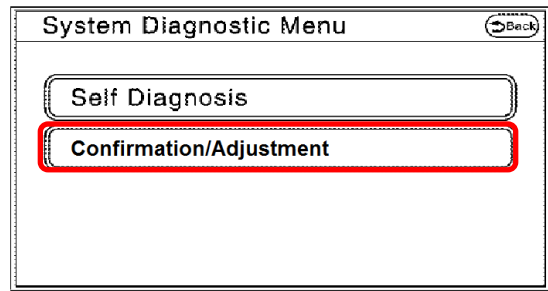 System Diagnostic Menu
Back
Self Diagnosis
Confirmation/Adjustment